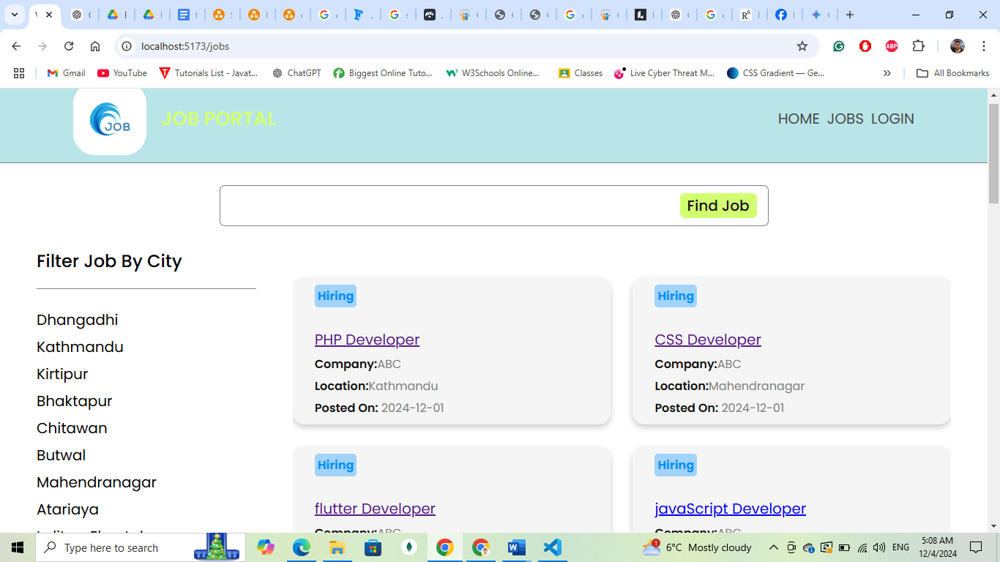 localhost:5173/jobs
Gmail
YouTube
Tutorials List - Javat...
ChatGPT
Biggest Online Tuto...
W3Schools Online...
Classes
Live Cyber Threat M...
CSS Gradient — Ge...
All Bookmarks
JOB
JOB PORTAL
HOME JOBS LOGIN
Find Job
Filter Job By City
Dhangadhi
Kathmandu
Kirtipur
Bhaktapur
Chitawan
Butwal
Mahendranagar
Atariaya
Hiring
PHP Developer
Company:ABC
Location:Kathmandu
Posted On: 2024-12-01
Hiring
CSS Developer
Company:ABC
Location:Mahendranagar
Posted On: 2024-12-01
Hiring
flutter Developer
Company:ABC
Hiring
javaScript Developer
Company:ABC
Type here to search
6°C Mostly cloudy
ENG
5:08 AM
12/4/2024